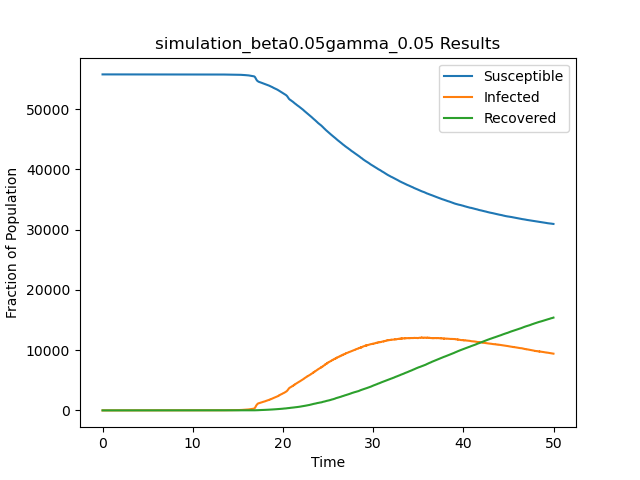 simulation_beta0.05gamma_0.05 Results
Susceptible
Infected
Recovered
Fraction of Population
50000
40000
30000
20000
10000
0
0 10 20 30 40 50
Time